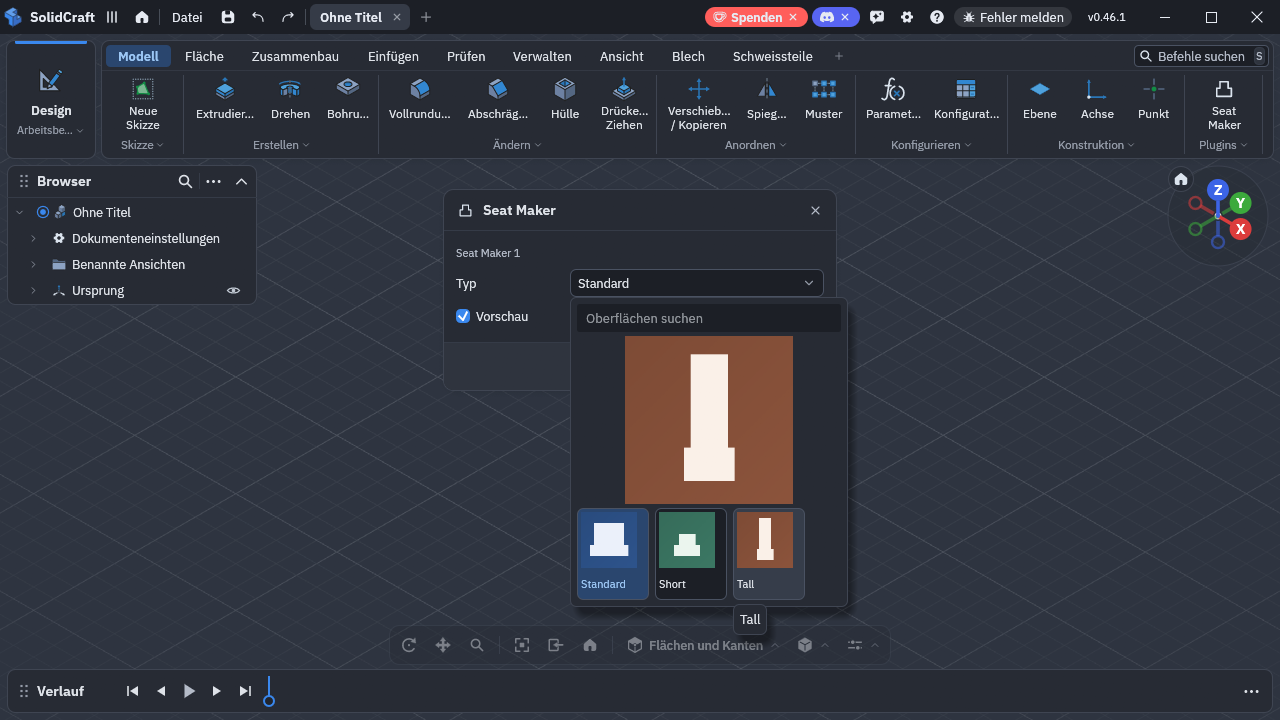 SolidCraft
Datei
Ohne Titel
Spenden
Fehler melden
v0.46.1
Design
Arbeitsbe...
Modell
Fläche
Zusammenbau
Einfügen
Prüfen
Verwalten
Ansicht
Blech
Schweissteile
Befehle suchen
S
Neue Skizze
Extrudier...
Drehen
Bohru...
Vollrundu...
Abschräg...
Hülle
Drücke... Ziehen
Verschieb... / Kopieren
Spieg...
Muster
Paramet...
Konfigurat...
Ebene
Achse
Punkt
Seat Maker
Skizze
Erstellen
Ändern
Anordnen
Konfigurieren
Konstruktion
Plugins
Browser
Ohne Titel
Dokumenteneinstellungen
Benannte Ansichten
Ursprung
Z
Y
X
Seat Maker
Seat Maker 1
Typ
Standard
Vorschau
Oberflächen suchen
Standard
Short
Tall
Tall
Flächen und Kanten
Verlauf